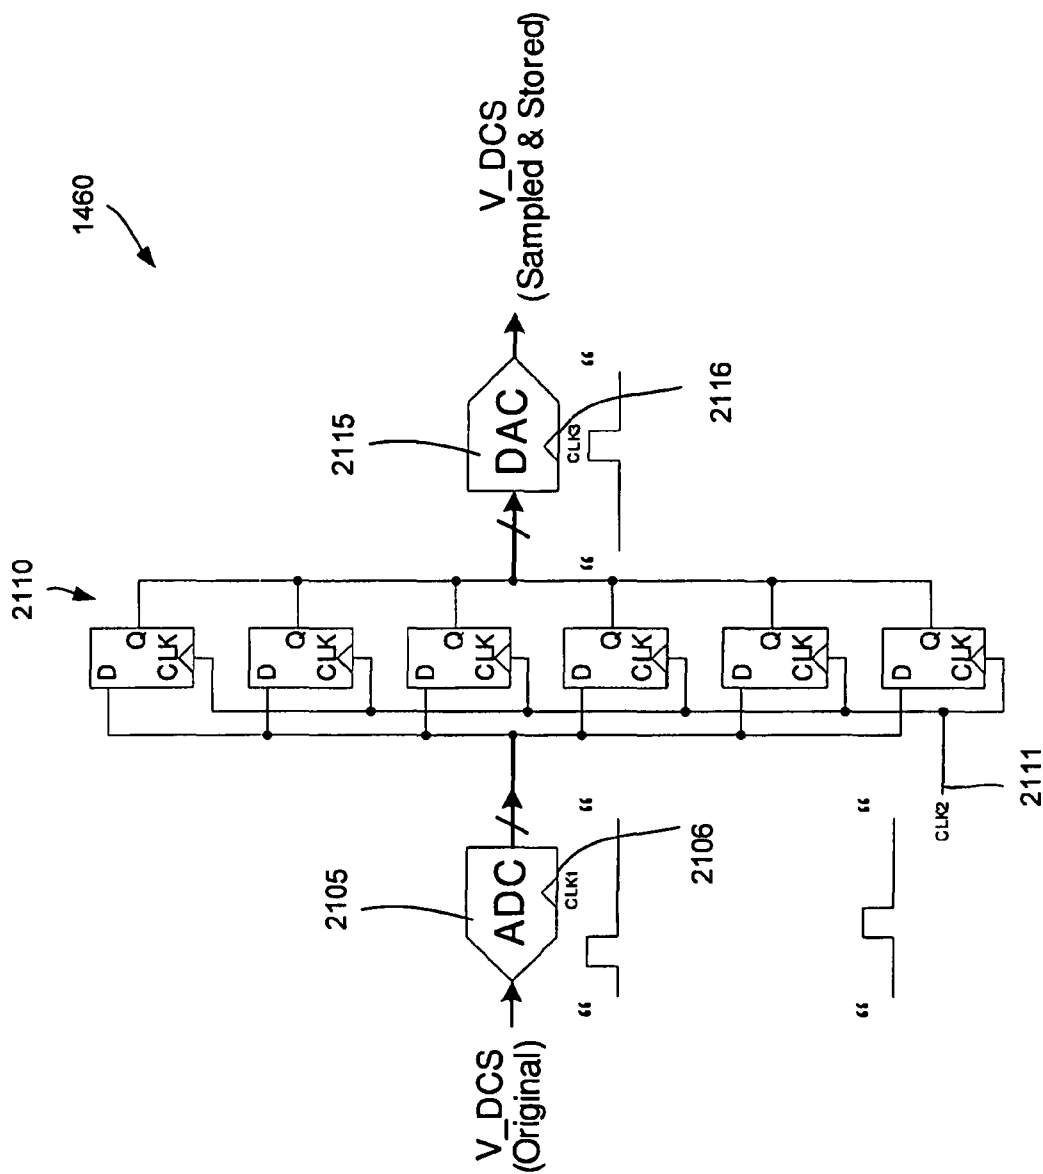 2110
1460
D Q
CLK
D Q
CLK
2105
2115
D Q
CLK
V_DCS
(Original)
ADC
DAC
V_DCS
(Sampled & Stored)
CLK1
CLK3
“ “
“ “
D Q
CLK
2106
2116
D Q
CLK
“ “
D Q
CLK
CLK2
2111